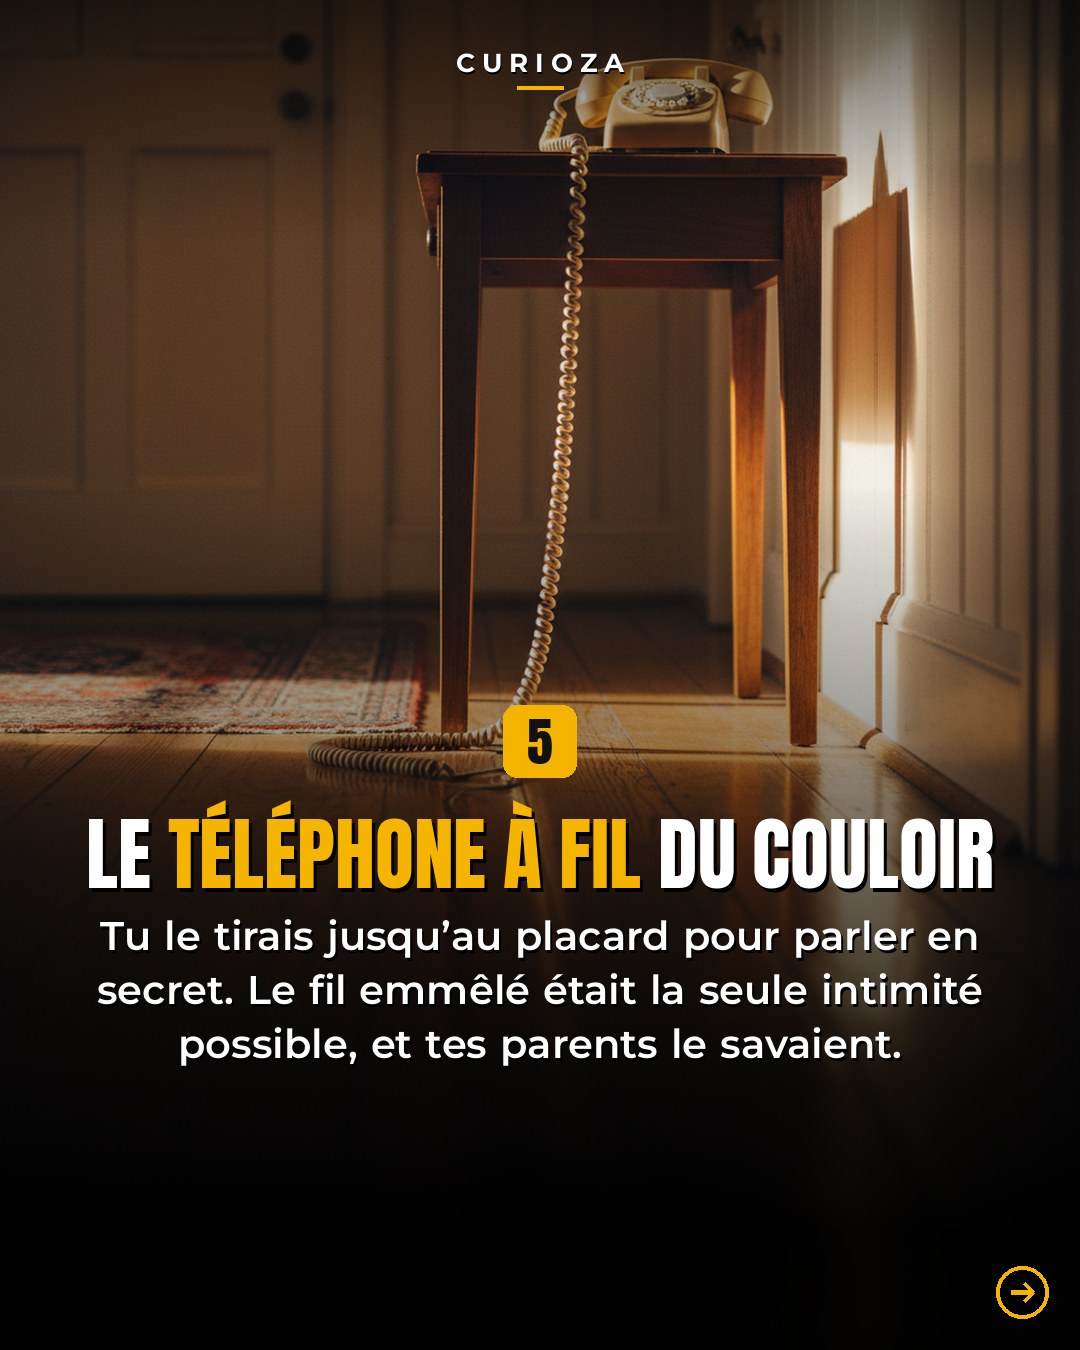 CURIOZA
5
LE TÉLÉPHONE À FIL DU COULOIR
Tu le tirais jusqu’au placard pour parler en
secret. Le fil emmêlé était la seule intimité
possible, et tes parents le savaient.